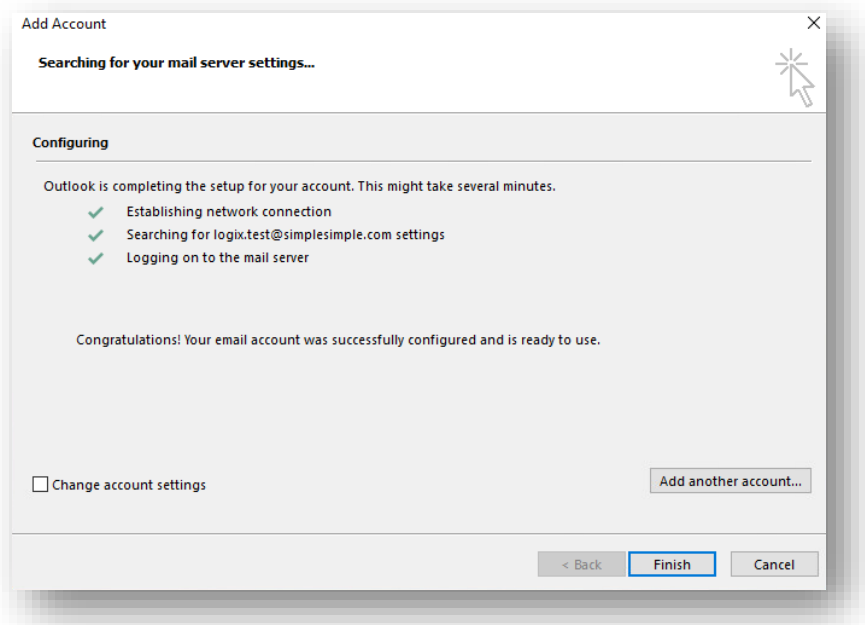 Add Account
Searching for your mail server settings...
Configuring
Outlook is completing the setup for your account. This might take several minutes.
Establishing network connection
Searching for logix.test@simplesimple.com settings
Logging on to the mail server
Congratulations! Your email account was successfully configured and is ready to use.
Change account settings
Add another account...
< Back
Finish
Cancel